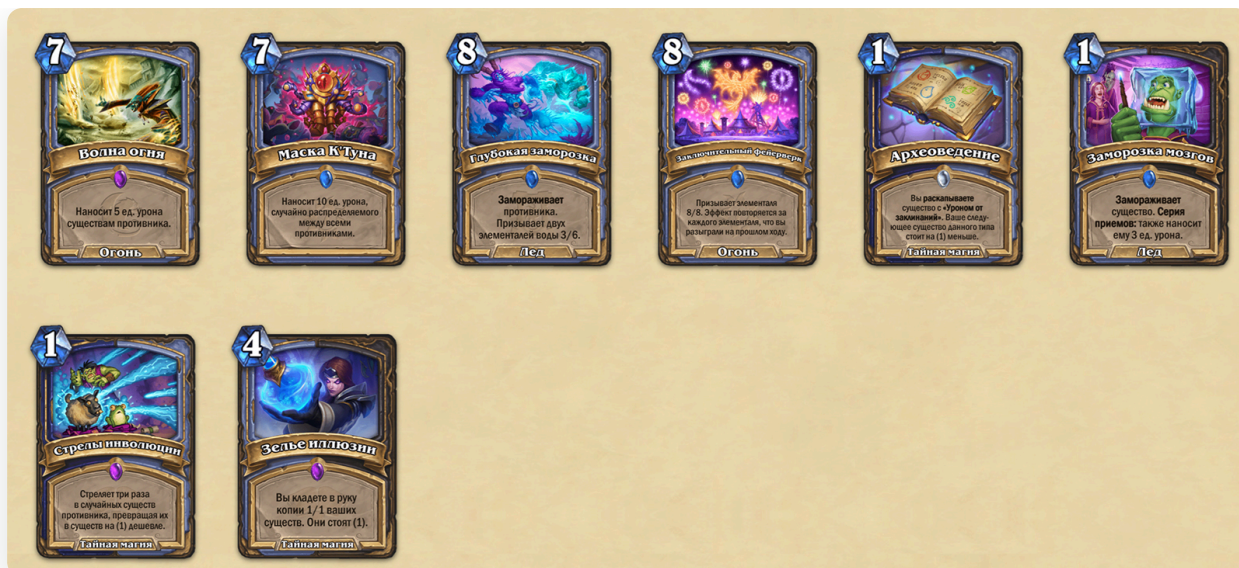 7
Волна огня
Наносит 5 ед. урона
существам противника.
Огонь
7
Маска К'Туна
Наносит 10 ед. урона,
случайно распределяемого
между всеми
противниками.
8
Глубокая заморозка
Замораживает
противника.
Призывает двух
элементалей воды 3/6.
Лед
8
Заключительный фейерверк
Призывает элементаля
8/8. Эффект повторяется за
каждого элементаля, что вы
разыграли на прошлом ходу.
Огонь
1
Археоведение
Вы раскапываете
существо с «Уроном от
заклинаний». Ваше следу-
ющее существо данного типа
стоит на (1) меньше.
Тайная магия
1
Заморозка мозгов
Замораживает
существо. Серия
приемов: также наносит
ему 3 ед. урона.
Лед
1
Стрелы инволюции
Стреляет три раза
в случайных существ
противника, превращая их
в существ на (1) дешевле.
Тайная магия
4
Зелье иллюзии
Вы кладете в руку
копии 1/1 ваших
существ. Они стоят (1).
Тайная магия